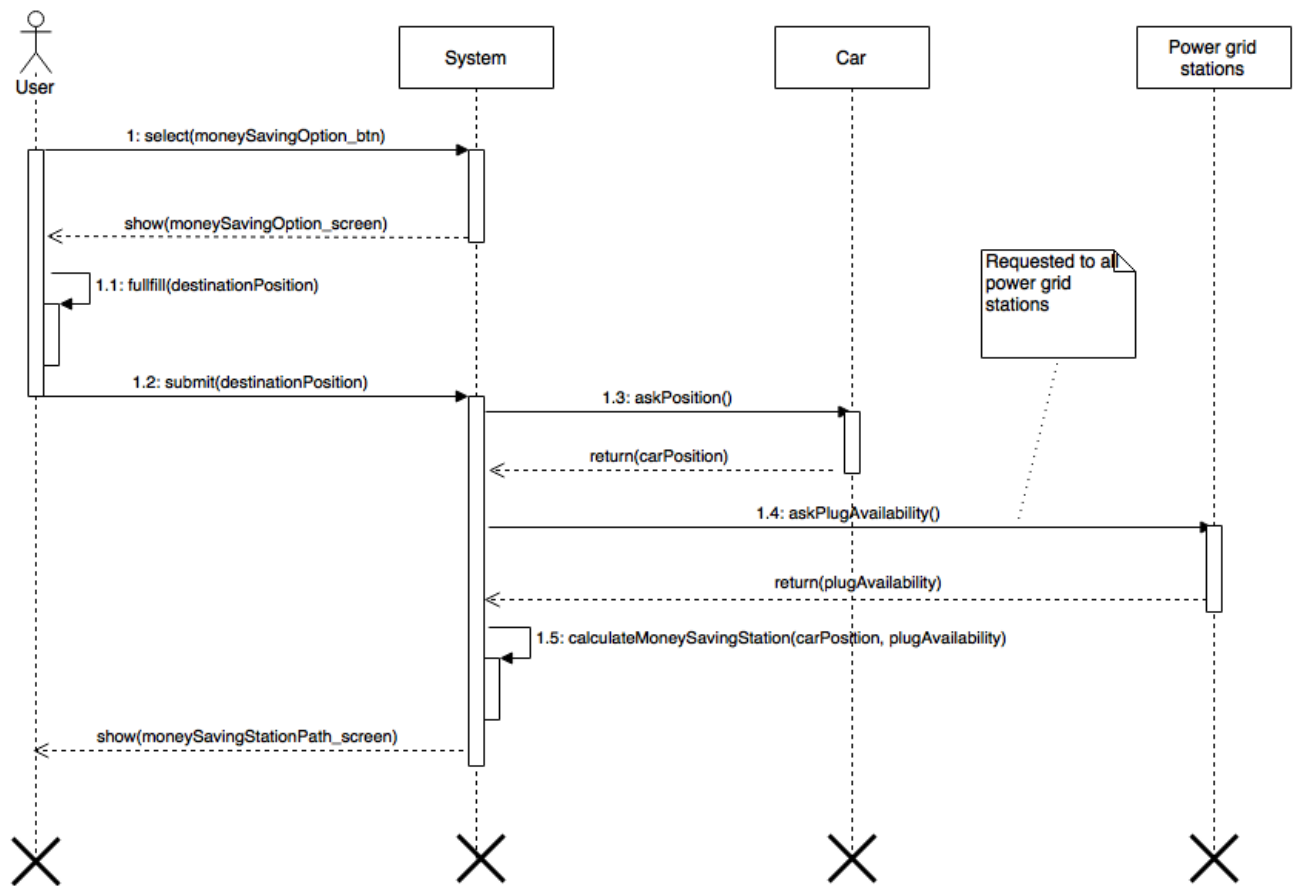 User
System
Car
Power grid
stations
1: select(moneySavingOption_btn)
show(moneySavingOption_screen)
Requested to all
power grid
stations
1.1: fullfill(destinationPosition)
1.2: submit(destinationPosition)
1.3: askPosition()
return(carPosition)
1.4: askPlugAvailability()
return(plugAvailability)
1.5: calculateMoneySavingStation(carPosition, plugAvailability)
show(moneySavingStationPath_screen)